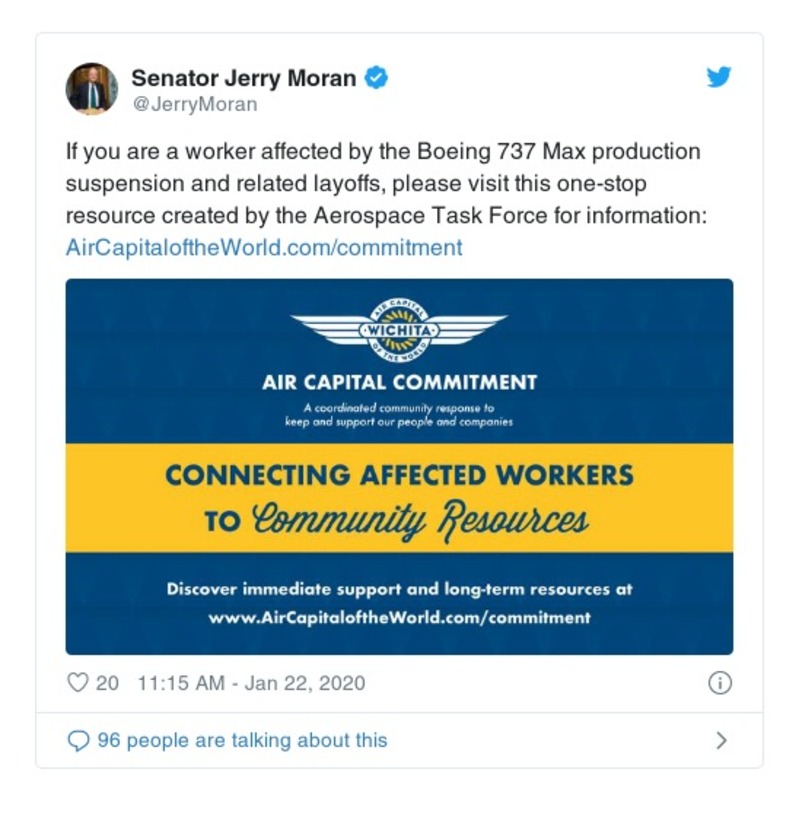 Senator Jerry Moran
@JerryMoran
If you are a worker affected by the Boeing 737 Max production
suspension and related layoffs, please visit this one-stop
resource created by the Aerospace Task Force for information:
AirCapitaloftheWorld.com/commitment
AIR CAPITAL
WICHITA
OF THE WORLD
AIR CAPITAL COMMITMENT
A coordinated community response to
keep and support our people and companies
CONNECTING AFFECTED WORKERS
TO Community Resources
Discover immediate support and long-term resources at
www.AirCapitaloftheWorld.com/commitment
20 11:15 AM - Jan 22, 2020
96 people are talking about this